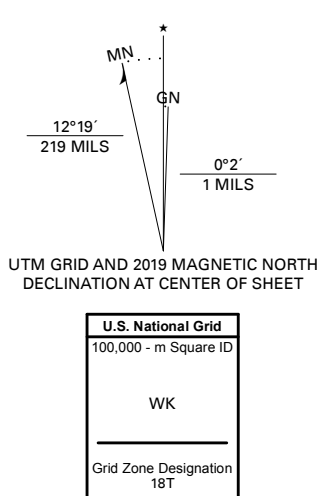 ★
MN
GN
12°19´
219 MILS
0°2´
1 MILS
UTM GRID AND 2019 MAGNETIC NORTH
DECLINATION AT CENTER OF SHEET
U.S. National Grid
100,000 - m Square ID
WK
Grid Zone Designation
18T